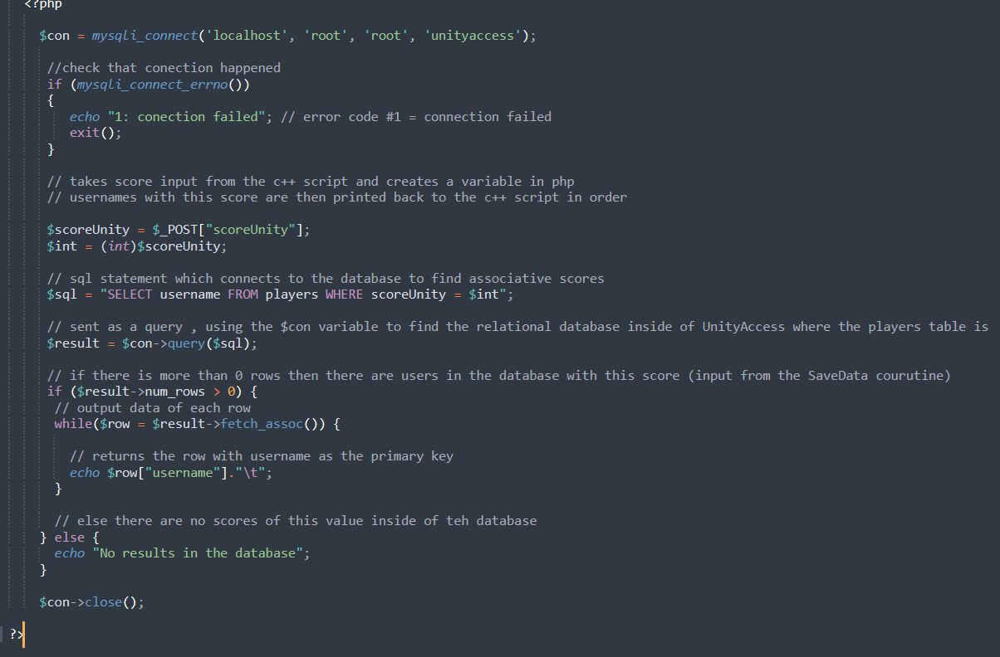 <?php
$con = mysqli_connect('localhost', 'root', 'root', 'unityaccess');
//check that conection happened
if (mysqli_connect_errno())
{
echo "1: conection failed"; // error code #1 = connection failed
exit();
}
// takes score input from the c++ script and creates a variable in php
// usernames with this score are then printed back to the c++ script in order
$scoreUnity = $_POST["scoreUnity"];
$int = (int)$scoreUnity;
// sql statement which connects to the database to find associative scores
$sql = "SELECT username FROM players WHERE scoreUnity = $int";
// sent as a query , using the $con variable to find the relational database inside of UnityAccess where the players table is
$result = $con->query($sql);
// if there is more than 0 rows then there are users in the database with this score (input from the SaveData courutine)
if ($result->num_rows > 0) {
// output data of each row
while($row = $result->fetch_assoc()) {
// returns the row with username as the primary key
echo $row["username"]."\t";
}
// else there are no scores of this value inside of teh database
} else {
echo "No results in the database";
}
$con->close();
?>